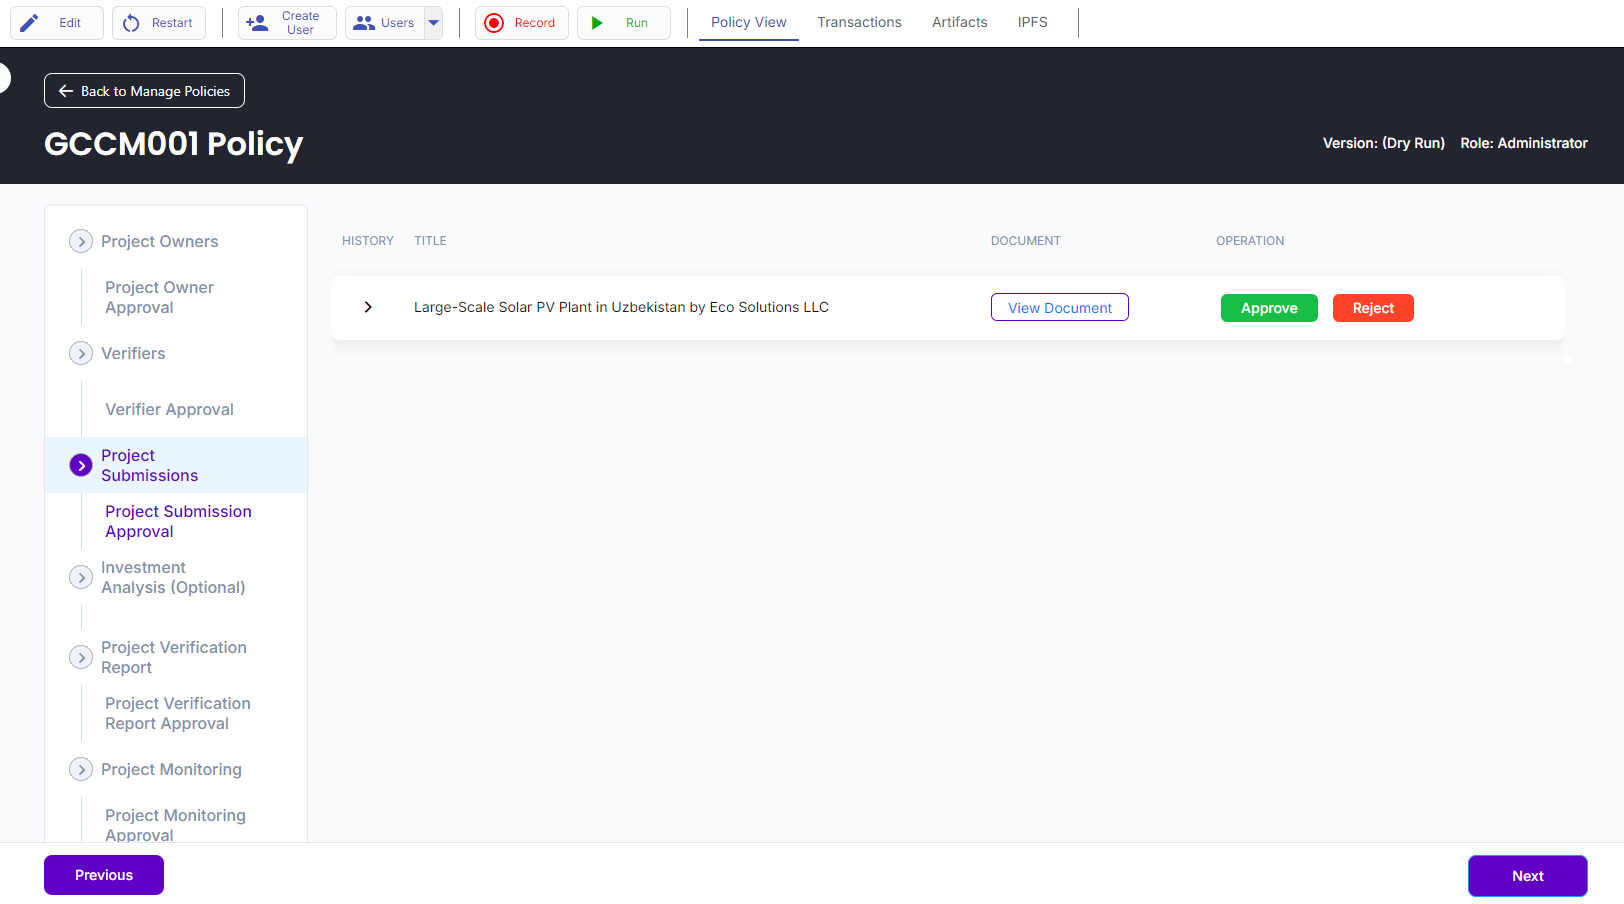 Edit
Restart
Create
User
Users
Record
Run
Policy View
Transactions
Artifacts
IPFS
Back to Manage Policies
GCCM001 Policy
Version: (Dry Run)
Role: Administrator
Project Owners
Project Owner
Approval
Verifiers
Verifier Approval
Project
Submissions
Project Submission
Approval
Investment
Analysis (Optional)
Project Verification
Report
Project Verification
Report Approval
Project Monitoring
Project Monitoring
Approval
HISTORY
TITLE
DOCUMENT
OPERATION
Large-Scale Solar PV Plant in Uzbekistan by Eco Solutions LLC
View Document
Approve
Reject
Previous
Next